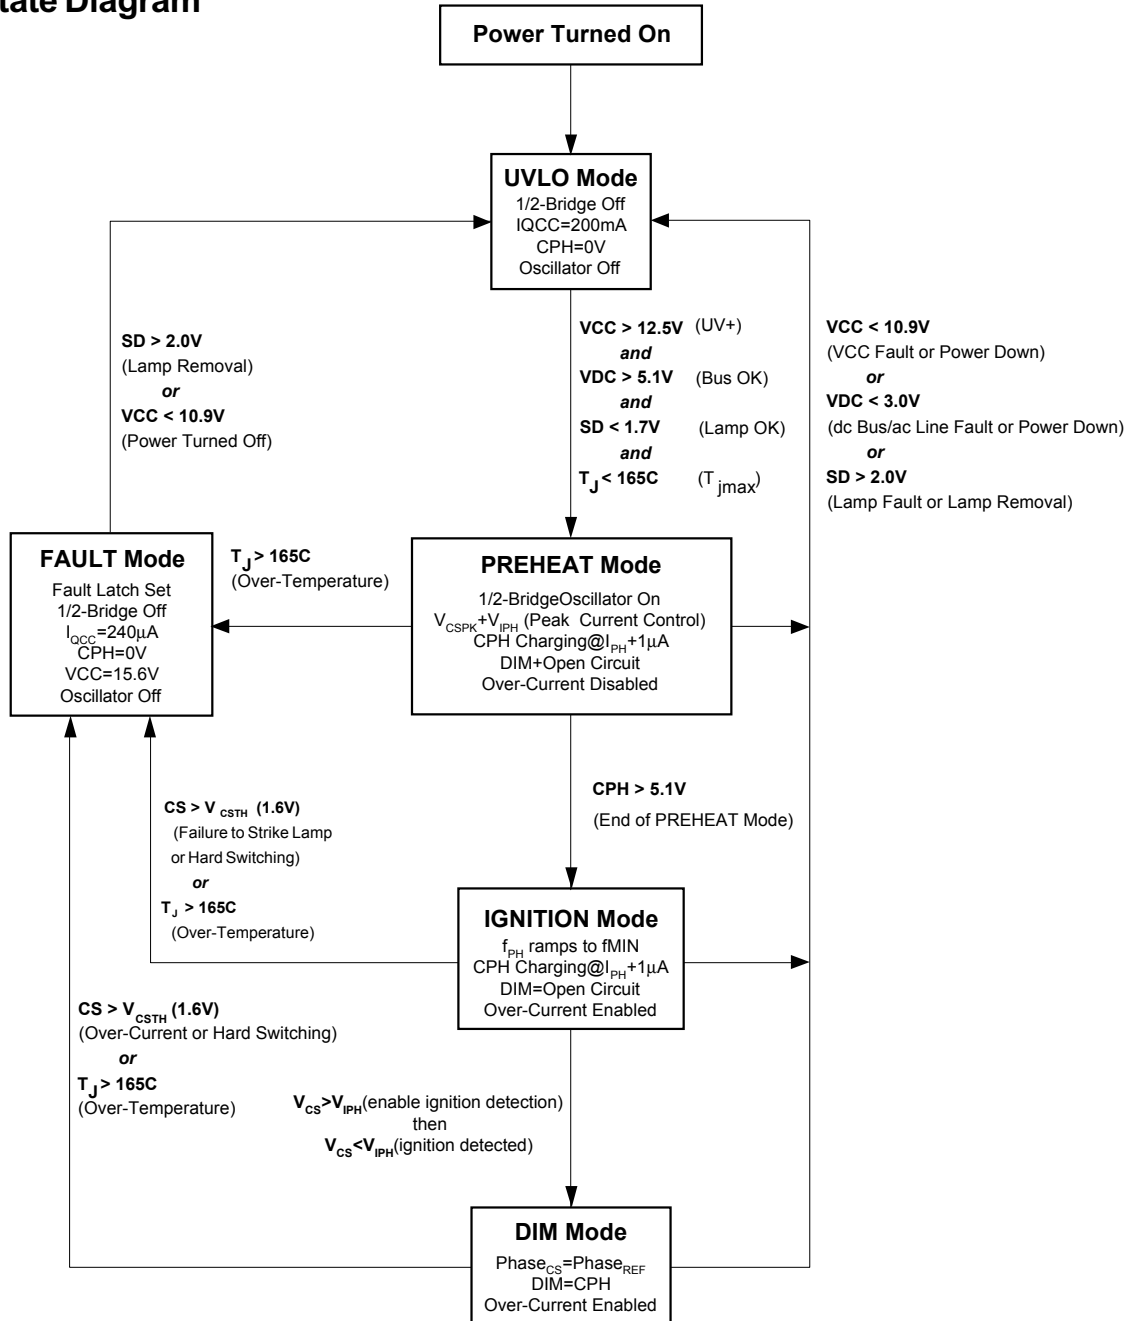 tate Diagram
Power Turned On
UVLO Mode
1/2-Bridge Off
IQCC=200mA
CPH=0V
Oscillator Off
SD > 2.0V
(Lamp Removal)
or
VCC < 10.9V
(Power Turned Off)
VCC > 12.5V (UV+)
and
VDC > 5.1V (Bus OK)
and
SD < 1.7V (Lamp OK)
and
TJ < 165C (Tjmax)
VCC < 10.9V
(VCC Fault or Power Down)
or
VDC < 3.0V
(dc Bus/ac Line Fault or Power Down)
or
SD > 2.0V
(Lamp Fault or Lamp Removal)
FAULT Mode
Fault Latch Set
1/2-Bridge Off
IQCC=240µA
CPH=0V
VCC=15.6V
Oscillator Off
TJ > 165C
(Over-Temperature)
PREHEAT Mode
1/2-BridgeOscillator On
VCSPK+VIPH (Peak Current Control)
CPH Charging@IPH+1µA
DIM+Open Circuit
Over-Current Disabled
CPH > 5.1V
(End of PREHEAT Mode)
CS > VCSTH (1.6V)
(Failure to Strike Lamp
or Hard Switching)
or
TJ > 165C
(Over-Temperature)
IGNITION Mode
fPH ramps to fMIN
CPH Charging@IPH+1µA
DIM=Open Circuit
Over-Current Enabled
CS > VCSTH (1.6V)
(Over-Current or Hard Switching)
or
TJ > 165C
(Over-Temperature)
VCS>VIPH(enable ignition detection)
then
VCS<VIPH(ignition detected)
DIM Mode
PhaseCS=PhaseREF
DIM=CPH
Over-Current Enabled